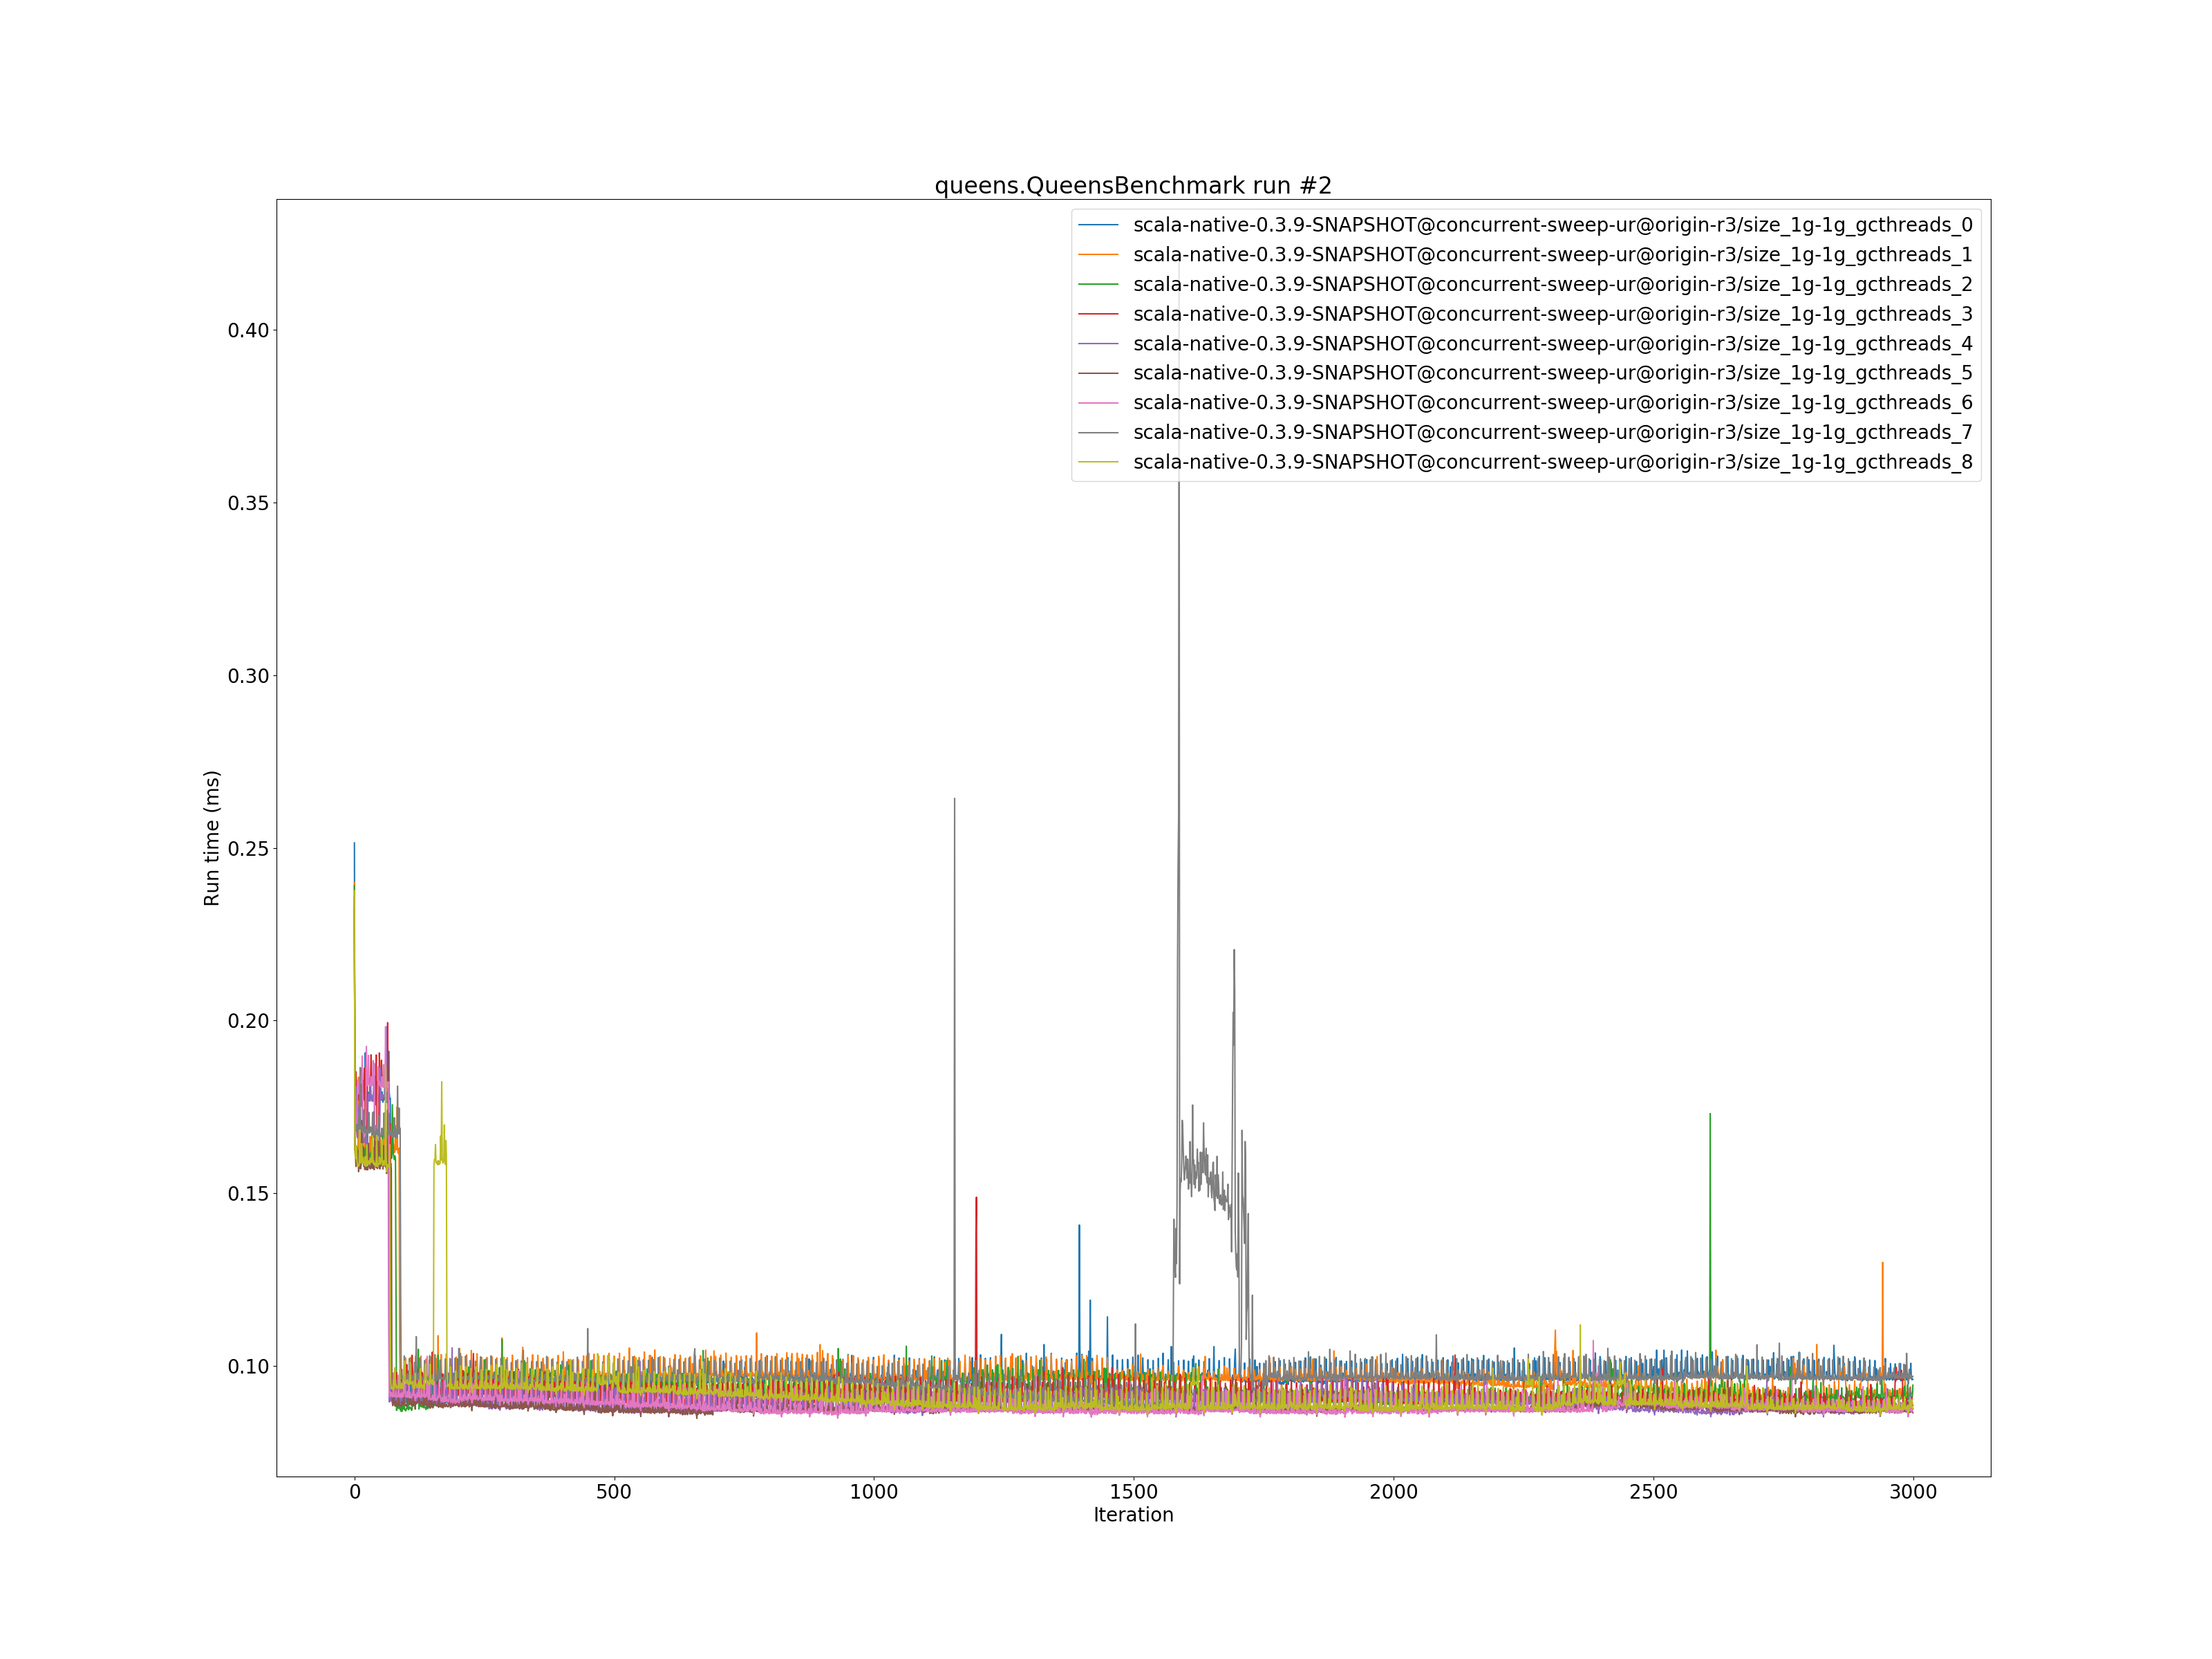 queens.QueensBenchmark run #2
scala-native-0.3.9-SNAPSHOT@concurrent-sweep-ur@origin-r3/size_1g-1g_gcthreads_0
scala-native-0.3.9-SNAPSHOT@concurrent-sweep-ur@origin-r3/size_1g-1g_gcthreads_1
scala-native-0.3.9-SNAPSHOT@concurrent-sweep-ur@origin-r3/size_1g-1g_gcthreads_2
scala-native-0.3.9-SNAPSHOT@concurrent-sweep-ur@origin-r3/size_1g-1g_gcthreads_3
scala-native-0.3.9-SNAPSHOT@concurrent-sweep-ur@origin-r3/size_1g-1g_gcthreads_4
scala-native-0.3.9-SNAPSHOT@concurrent-sweep-ur@origin-r3/size_1g-1g_gcthreads_5
scala-native-0.3.9-SNAPSHOT@concurrent-sweep-ur@origin-r3/size_1g-1g_gcthreads_6
scala-native-0.3.9-SNAPSHOT@concurrent-sweep-ur@origin-r3/size_1g-1g_gcthreads_7
scala-native-0.3.9-SNAPSHOT@concurrent-sweep-ur@origin-r3/size_1g-1g_gcthreads_8
0.40
0.35
0.30
0.25
0.20
0.15
0.10
Run time (ms)
0 500 1000 1500 2000 2500 3000
Iteration